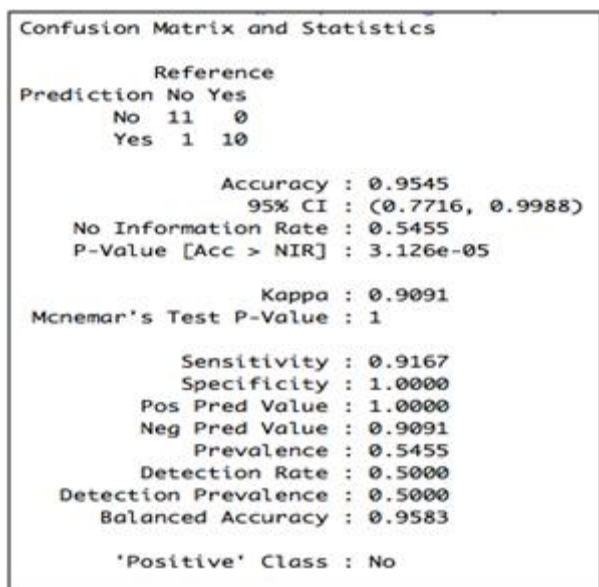 Confusion Matrix and Statistics
Reference
Prediction No Yes
No 11 0
Yes 1 10
Accuracy : 0.9545
95% CI : (0.7716, 0.9988)
No Information Rate : 0.5455
P-Value [Acc > NIR] : 3.126e-05
Kappa : 0.9091
Mcnemar's Test P-Value : 1
Sensitivity : 0.9167
Specificity : 1.0000
Pos Pred Value : 1.0000
Neg Pred Value : 0.9091
Prevalence : 0.5455
Detection Rate : 0.5000
Detection Prevalence : 0.5000
Balanced Accuracy : 0.9583
'Positive' Class : No